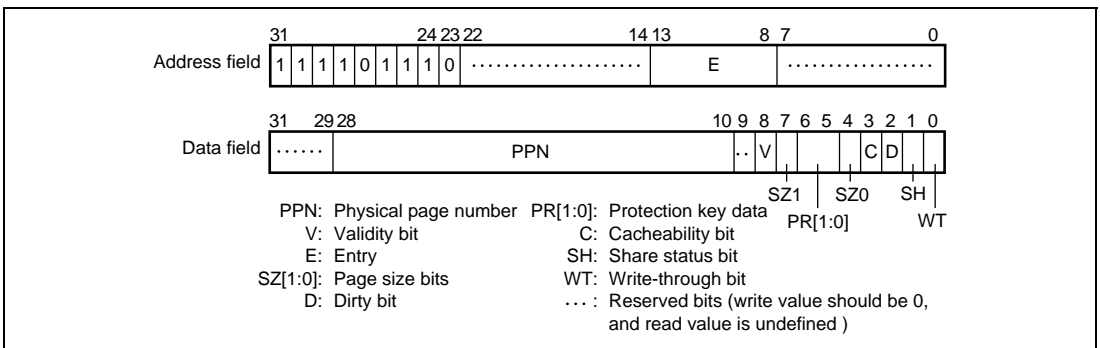 31 24 23 22 14 13 8 7 0
Address field 1 1 1 1 0 1 1 1 0 .................... E ..................
31 29 28 10 9 8 7 6 5 4 3 2 1 0
Data field ...... PPN .. V C D
SZ1 SZ0 SH
PR[1:0] WT
PPN: Physical page number PR[1:0]: Protection key data
V: Validity bit C: Cacheability bit
E: Entry SH: Share status bit
SZ[1:0]: Page size bits WT: Write-through bit
D: Dirty bit ... : Reserved bits (write value should be 0,
and read value is undefined )